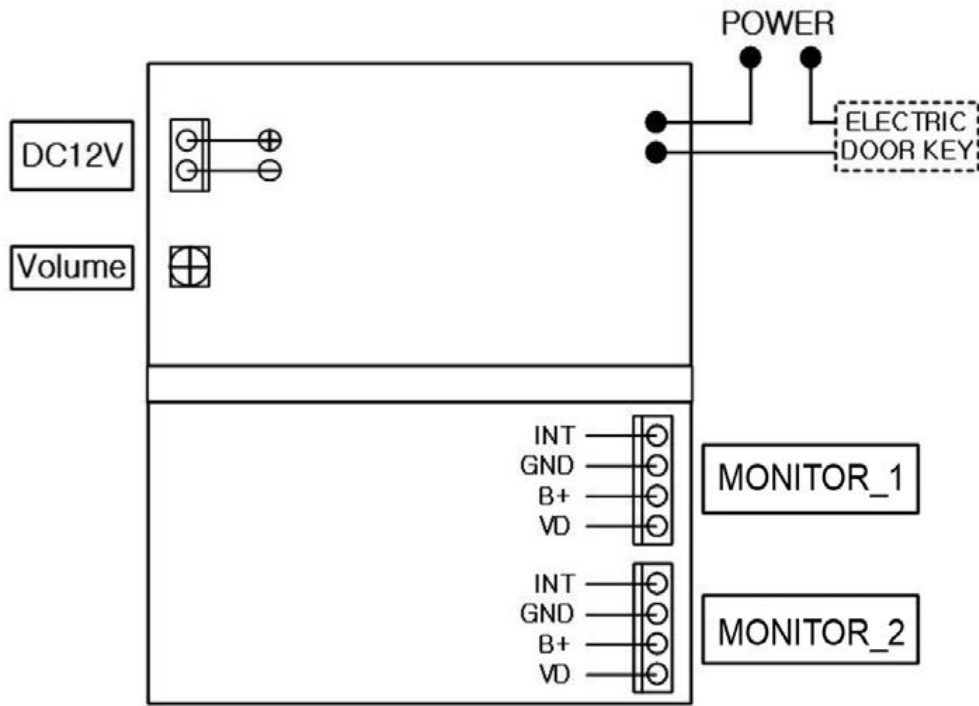 POWER
ELECTRIC
DOOR KEY
DC12V
Volume
INT
GND
B+
VD
MONITOR_1
INT
GND
B+
VD
MONITOR_2